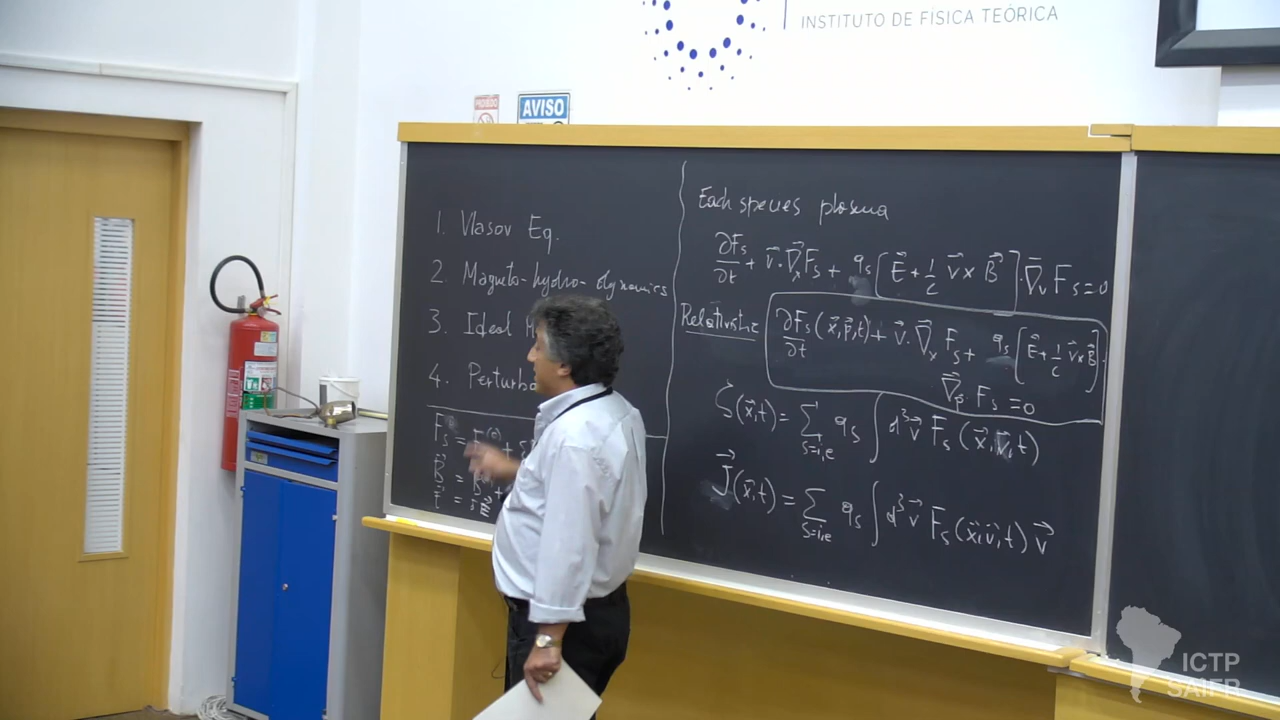 INSTITUTO DE FÍSICA TEÓRICA
AVISO
1. Vlasov Eq.
2. Magneto-hydro-dynamics
3. Ideal
4.
Each species plasma
∂F_s/∂t + v⃗·∇⃗_x F_s + q_s [E⃗ + 1/c v⃗ × B⃗]·∇⃗_v F_s = 0
Relativistic
∂F_s/∂t (x⃗,p⃗,t) + v⃗·∇⃗_x F_s + q_s [E⃗ + 1/c v⃗×B⃗]·
∇⃗_p F_s = 0
ζ(x⃗,t) = Σ_{s=i,e} q_s ∫ d³v⃗ F_s (x⃗,v⃗,t)
J⃗(x⃗,t) = Σ_{s=i,e} q_s ∫ d³v⃗ F_s(x⃗,v⃗,t) v⃗
F_s =
B⃗ =
ICTP
SAIFR